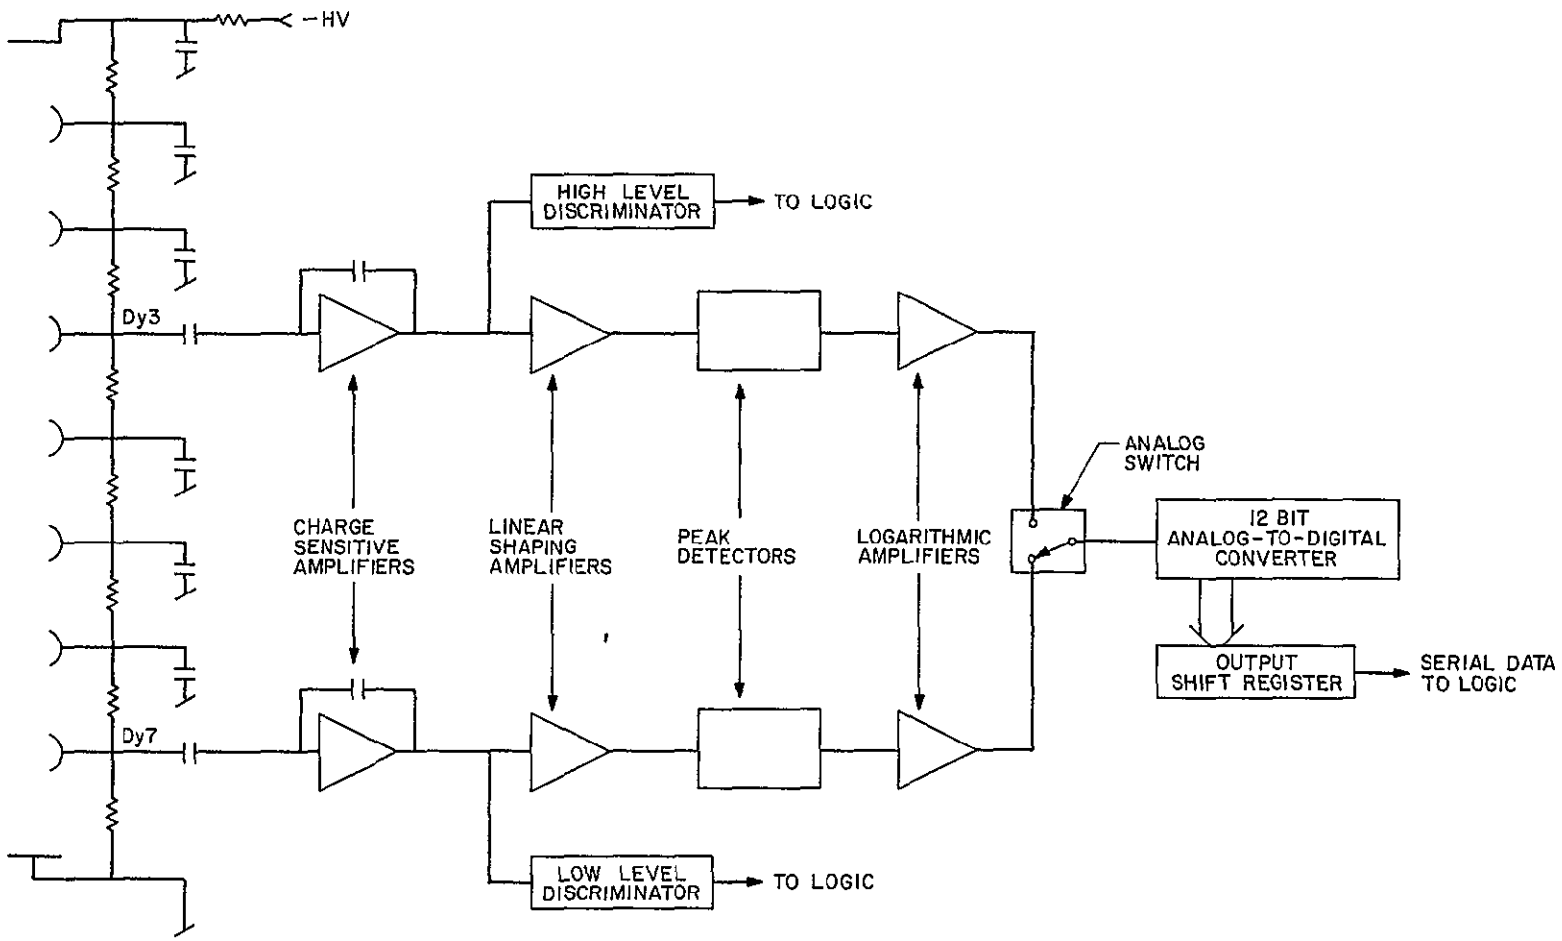 -HV
HIGH LEVEL
DISCRIMINATOR
TO LOGIC
Dy3
ANALOG
SWITCH
CHARGE
SENSITIVE
AMPLIFIERS
LINEAR
SHAPING
AMPLIFIERS
PEAK
DETECTORS
LOGARITHMIC
AMPLIFIERS
12 BIT
ANALOG-TO-DIGITAL
CONVERTER
OUTPUT
SHIFT REGISTER
SERIAL DATA
TO LOGIC
Dy7
LOW LEVEL
DISCRIMINATOR
TO LOGIC